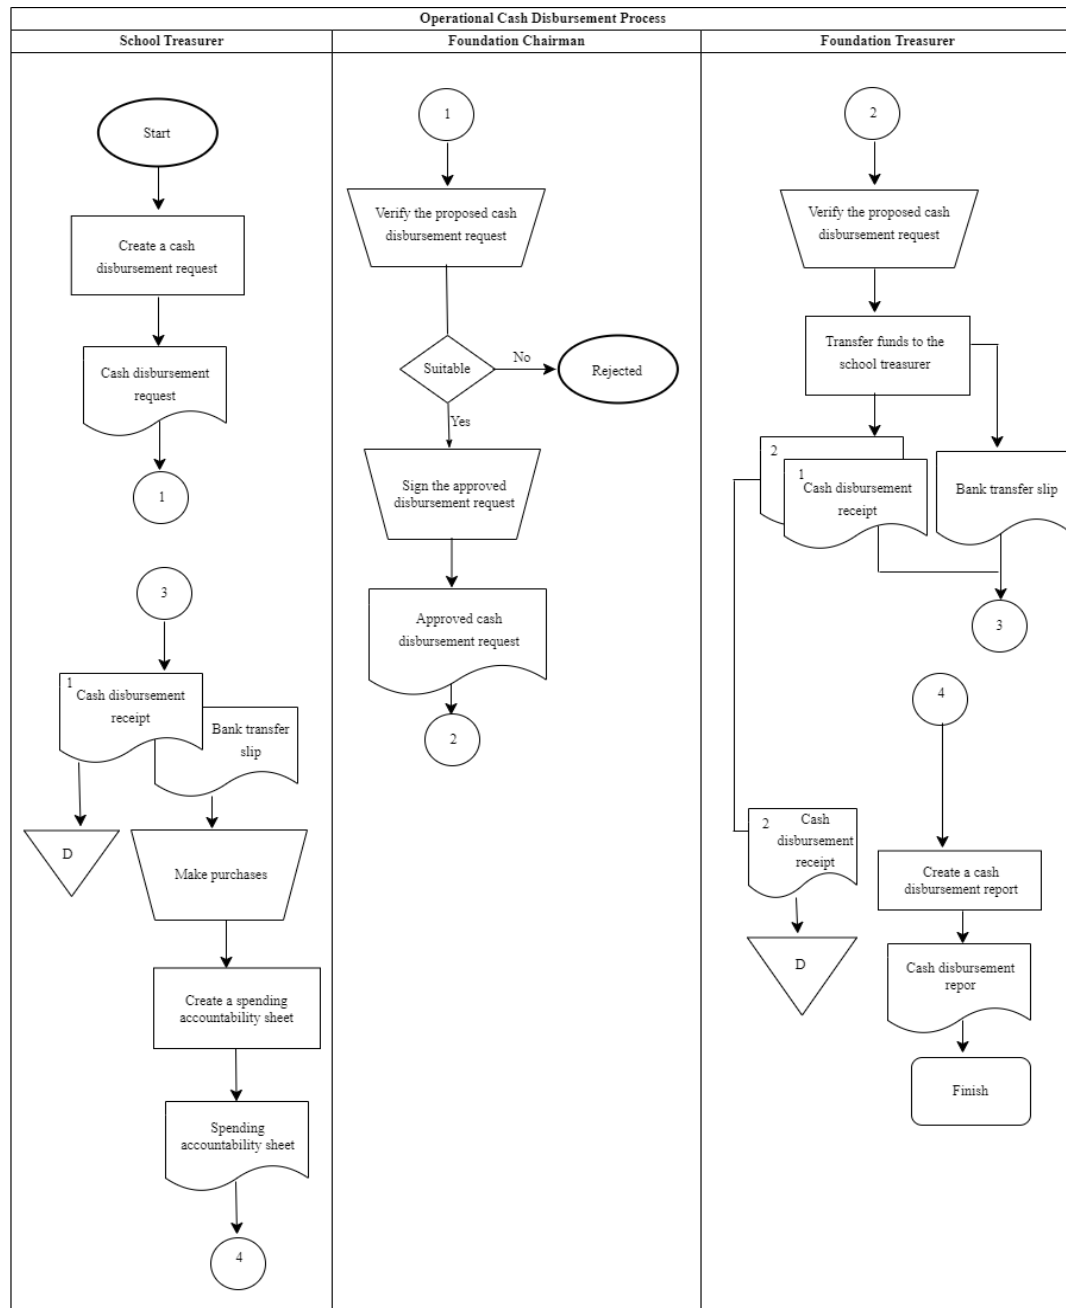 Operational Cash Disbursement Process
School Treasurer
Foundation Chairman
Foundation Treasurer
Start
Create a cash
disbursement request
Cash disbursement
request
1
3
1
Cash disbursement
receipt
Bank transfer
slip
D
Make purchases
Create a spending
accountability sheet
Spending
accountability sheet
4
1
Verify the proposed cash
disbursement request
Suitable
No
Rejected
Yes
Sign the approved
disbursement request
Approved cash
disbursement request
2
2
Verify the proposed cash
disbursement request
Transfer funds to the
school treasurer
2
1
Cash disbursement
receipt
Bank transfer slip
3
4
2
Cash
disbursement
receipt
D
Create a cash
disbursement report
Cash disbursement
repor
Finish